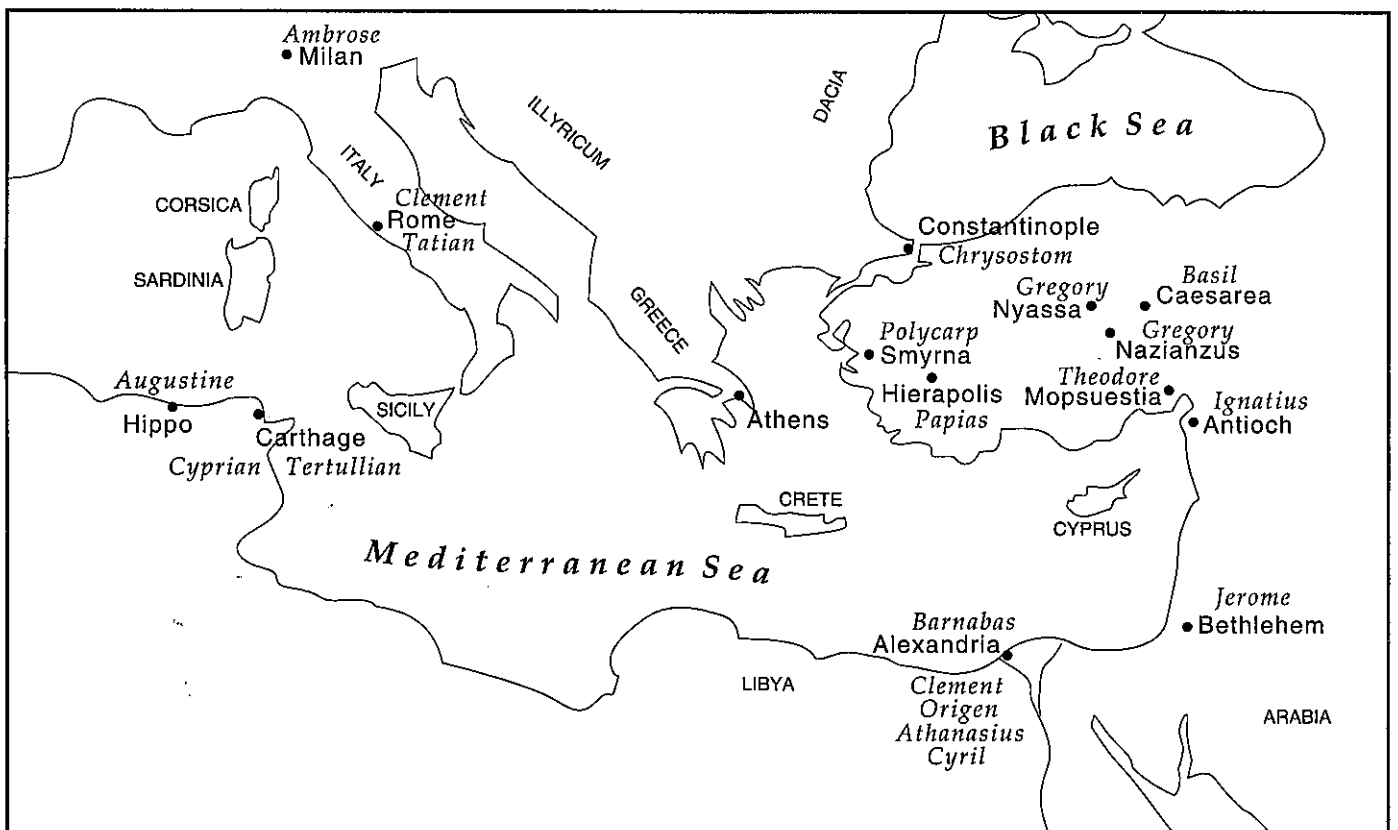 Ambrose
Milan
DACIA
Black Sea
ILLYRICUM
ITALY
CORSICA
Clement
Rome
Tatian
SARDINIA
Constantinople
Chrysostom
Gregory
Nyassa
Basil
Caesarea
GREECE
Polycarp
Smyrna
Gregory
Nazianzus
Augustine
Hippo
SICILY
Hierapolis
Papias
Theodore
Mopsuestia
Ignatius
Antioch
Athens
Carthage
Cyprian Tertullian
CRETE
CYPRUS
Mediterranean Sea
Jerome
Bethlehem
Barnabas
Alexandria
LIBYA
Clement
Origen
Athanasius
Cyril
ARABIA